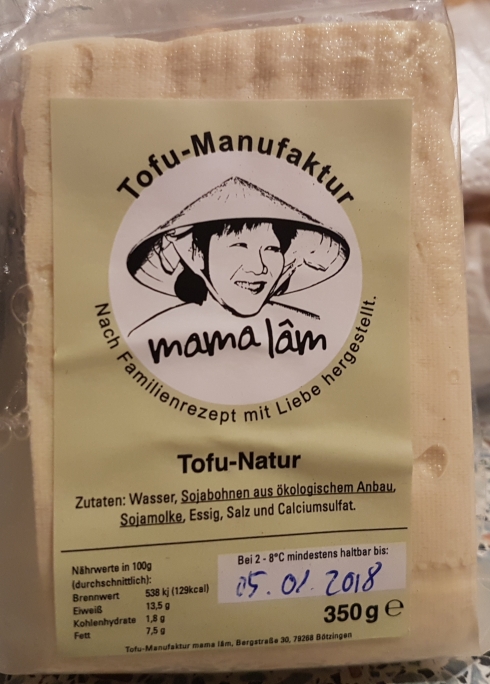 Tofu-Manufaktur
mama lâm
Nach Familienrezept mit Liebe hergestellt.
Tofu-Natur
Zutaten: Wasser, Sojabohnen aus ökologischem Anbau,
Sojamolke, Essig, Salz und Calciumsulfat.
Nährwerte in 100g
(durchschnittlich):
Brennwert 538 kj (129kcal)
Eiweiß 13,5 g
Kohlenhydrate 1,8 g
Fett 7,5 g
Bei 2 - 8°C mindestens haltbar bis:
05.01.2018
350 g e
Tofu-Manufaktur mama lâm, Bergstraße 30, 79268 Bötzingen